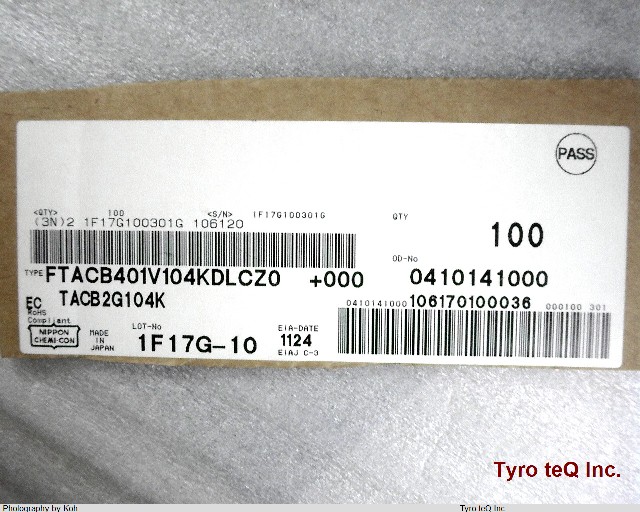 PASS
<QTY> 100 <S/N> 1F17G100301G
(3N)2 1F17G100301G 106120
QTY 100
OD-No
TYPE FTACB401V104KDLCZ0 +000 0410141000
EC TACB2G104K
0410141000 106170100036 000100 301
RoHS
Compliant
NIPPON
CHEMI-CON
MADE
IN
JAPAN
LOT-No
1F17G-10
EIA-DATE
1124
EIAJ C-3
Tyro teQ Inc.
Photography by Koh Tyro teQ Inc